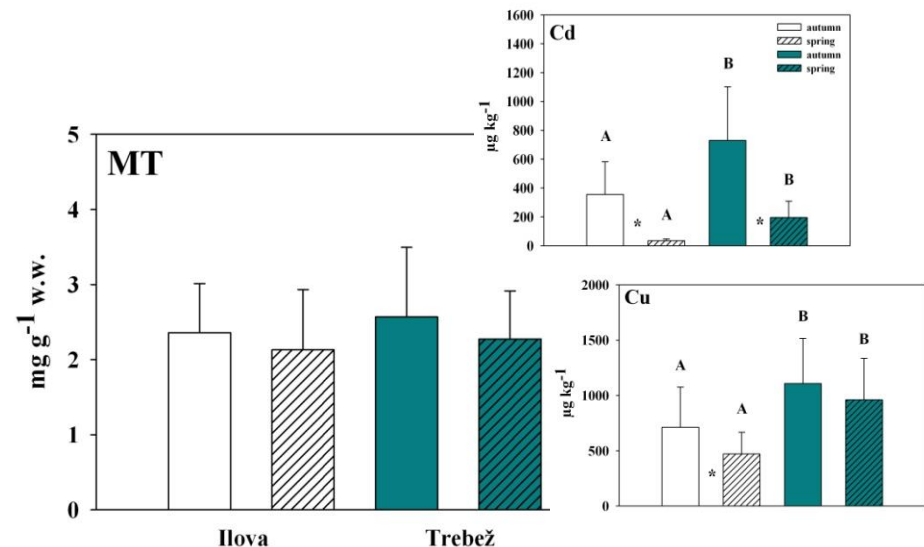 MT
mg g-1 w.w.
5
4
3
2
1
0
Ilova
Trebež
Cd
µg kg-1
1600
1400
1200
1000
800
600
400
200
0
autumn
spring
autumn
spring
A
*
A
B
*
B
Cu
µg kg-1
2000
1500
1000
500
0
A
*
A
B
B